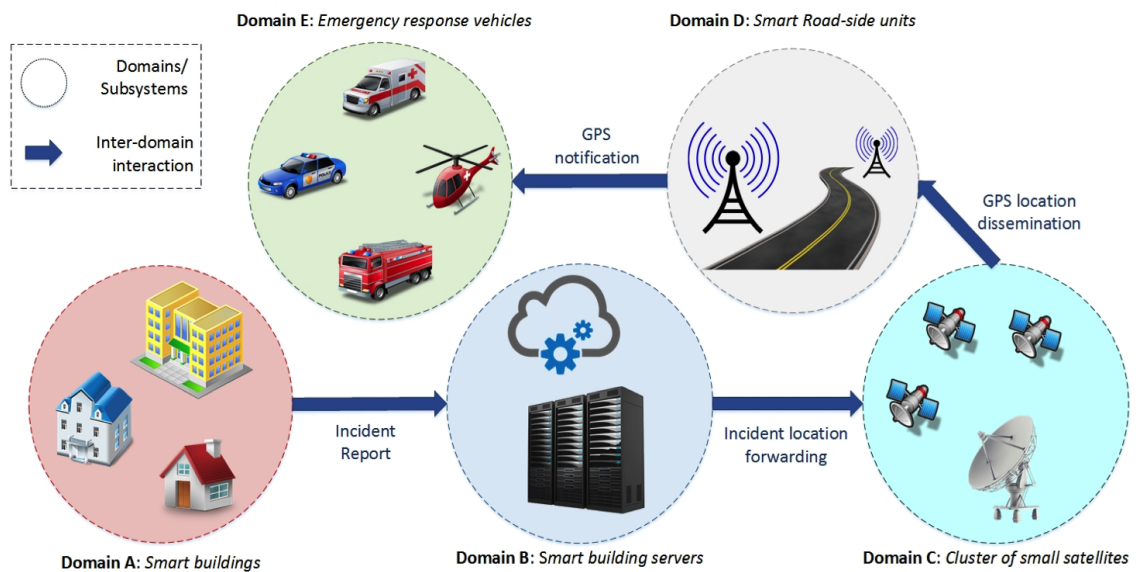 Domain E: Emergency response vehicles
Domain D: Smart Road-side units
Domains/
Subsystems
Inter-domain
interaction
GPS
notification
GPS location
dissemination
POLICE
Incident
Report
Incident location
forwarding
Domain A: Smart buildings
Domain B: Smart building servers
Domain C: Cluster of small satellites